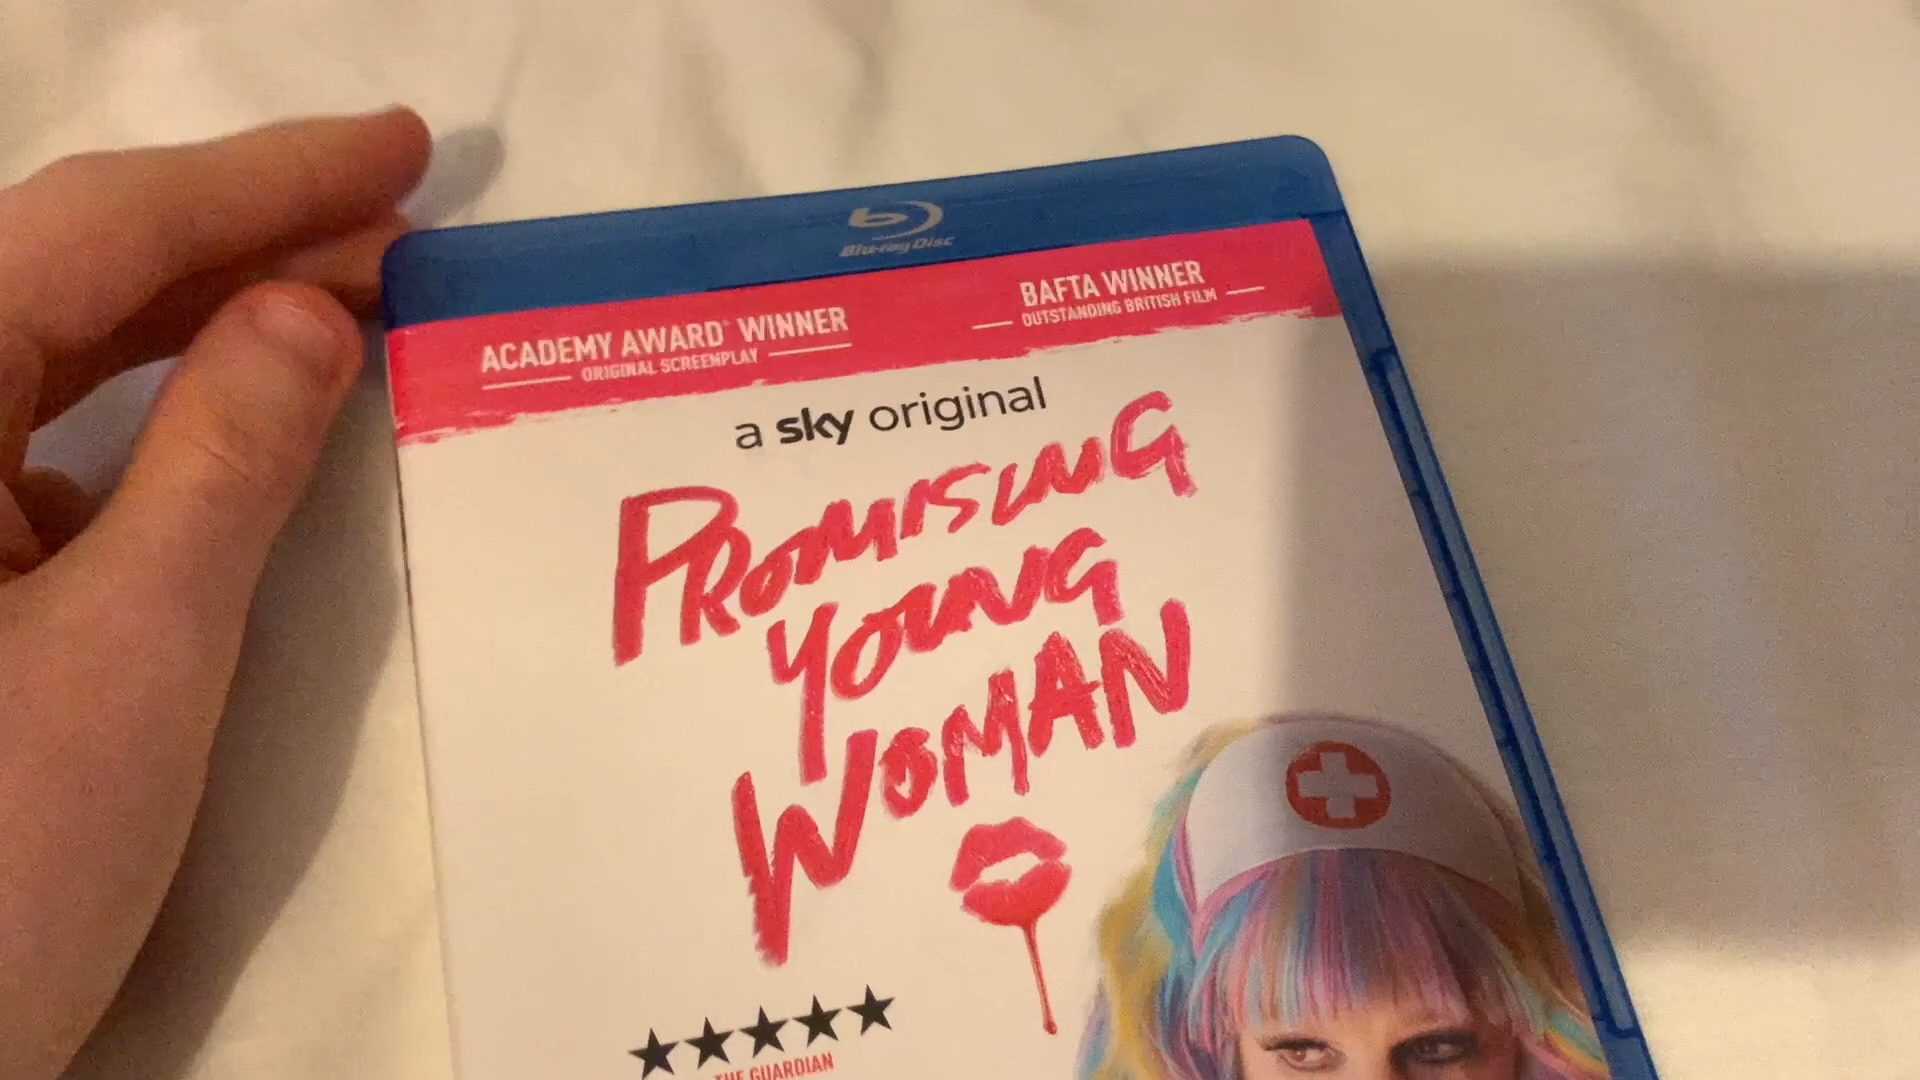 Blu-ray Disc
ACADEMY AWARD WINNER
ORIGINAL SCREENPLAY
BAFTA WINNER
OUTSTANDING BRITISH FILM
a sky original
PROMISING
YOUNG
WOMAN
THE GUARDIAN